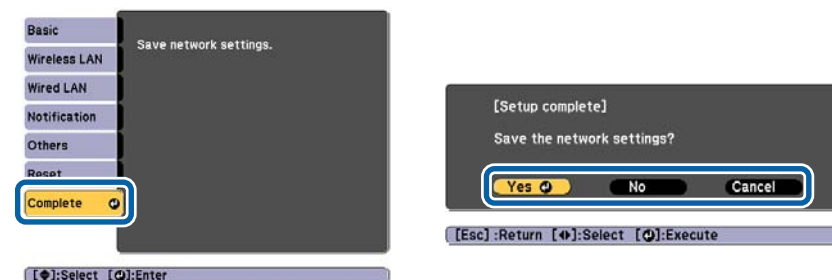 Basic
Save network settings.
Wireless LAN
Wired LAN
Notification
Others
Reset
Complete
[◆]:Select [⏎]:Enter
[Setup complete]
Save the network settings?
Yes No Cancel
[Esc] :Return [◀▶]:Select [⏎]:Execute